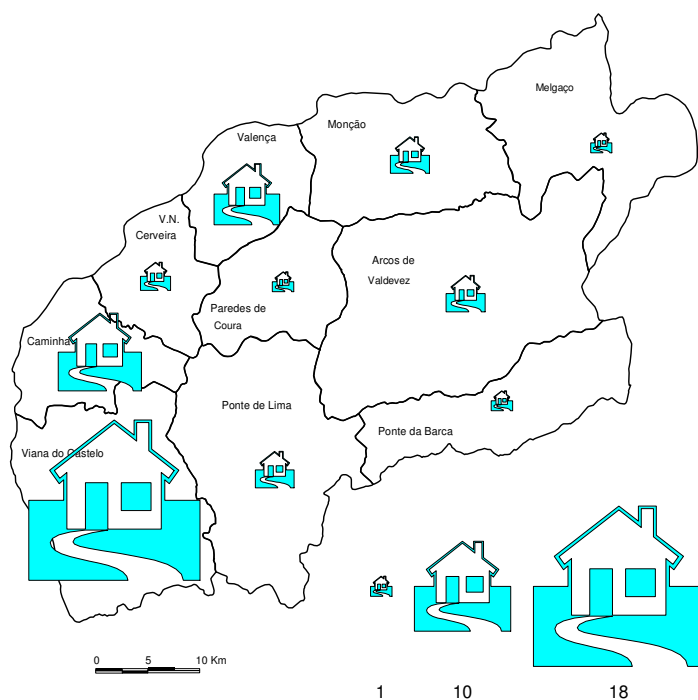 Melgaço
Monção
Valença
V.N.
Cerveira
Arcos de
Valdevez
Paredes de
Coura
Caminha
Ponte de Lima
Ponte da Barca
Viana do Castelo
0 5 10 Km
1 10 18